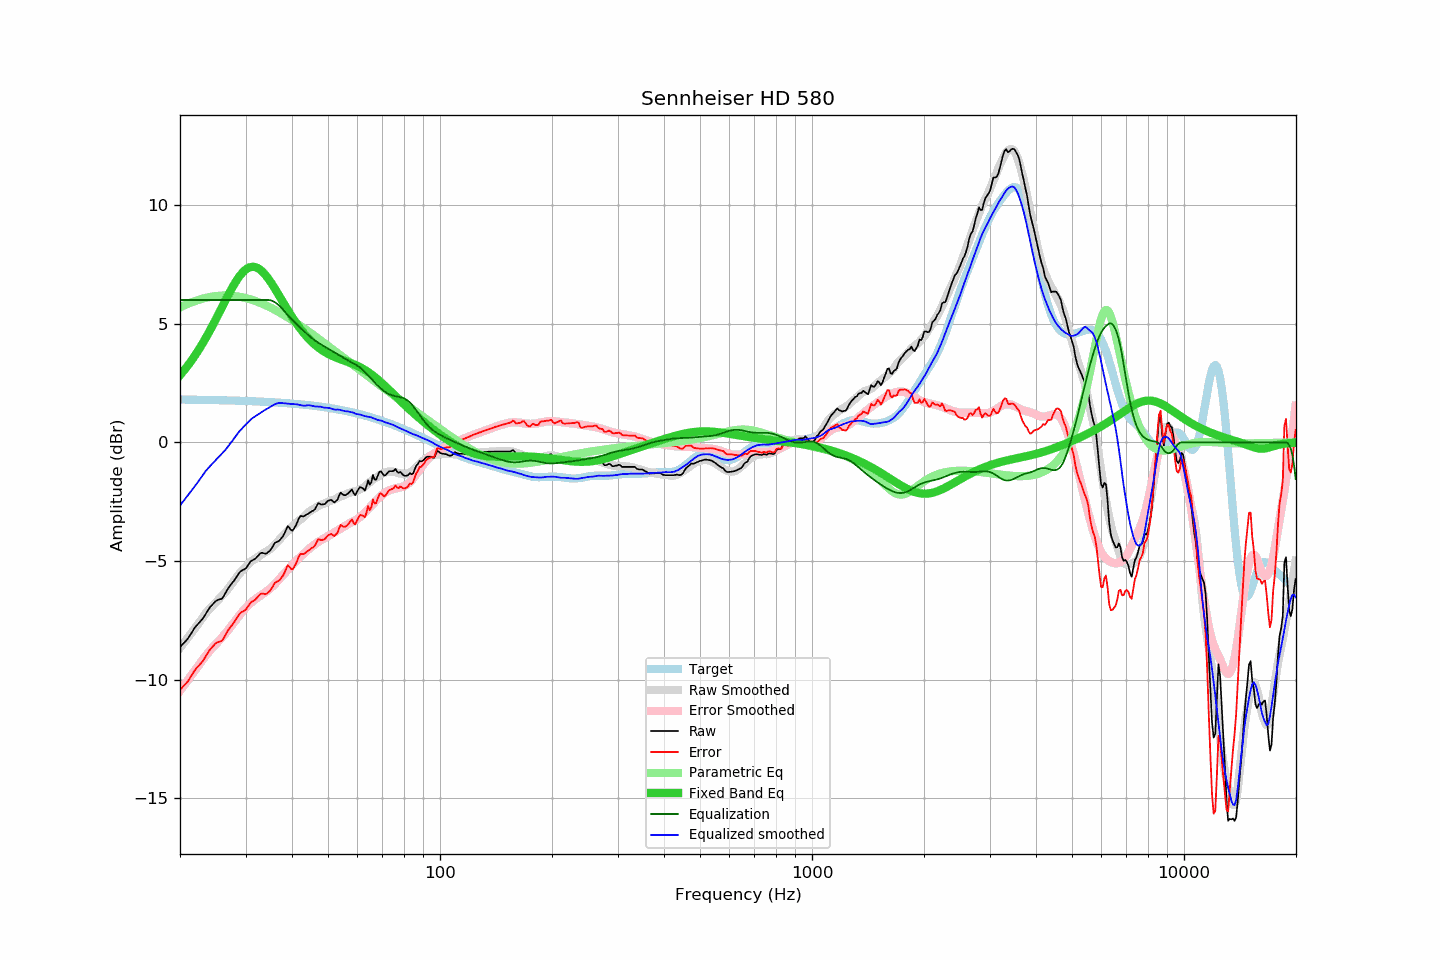 Sennheiser HD 580
Amplitude (dBr)
10
5
0
−5
−10
−15
Target
Raw Smoothed
Error Smoothed
Raw
Error
Parametric Eq
Fixed Band Eq
Equalization
Equalized smoothed
100
1000
10000
Frequency (Hz)